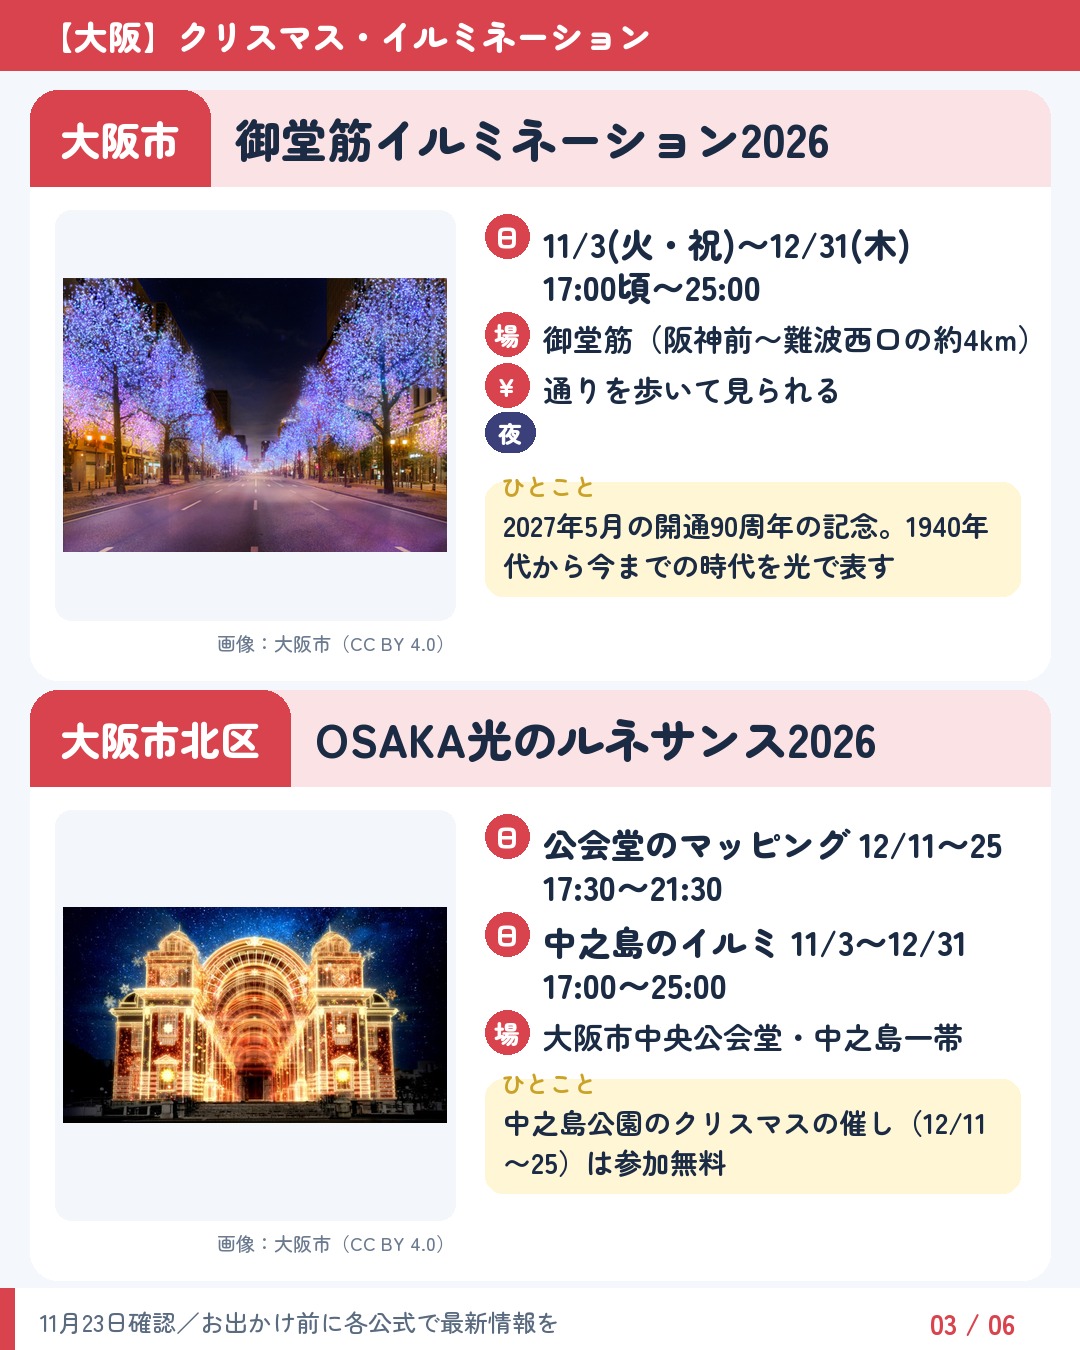 【大阪】クリスマス・イルミネーション
大阪市
御堂筋イルミネーション2026
日
11/3(火・祝)〜12/31(木)
17:00頃〜25:00
場
御堂筋（阪神前〜難波西口の約4km）
¥
通りを歩いて見られる
夜
ひとこと
2027年5月の開通90周年の記念。1940年
代から今までの時代を光で表す
画像：大阪市（CC BY 4.0）
大阪市北区
OSAKA光のルネサンス2026
日
公会堂のマッピング 12/11〜25
17:30〜21:30
日
中之島のイルミ 11/3〜12/31
17:00〜25:00
場
大阪市中央公会堂・中之島一帯
ひとこと
中之島公園のクリスマスの催し（12/11
〜25）は参加無料
画像：大阪市（CC BY 4.0）
11月23日確認／お出かけ前に各公式で最新情報を
03 / 06